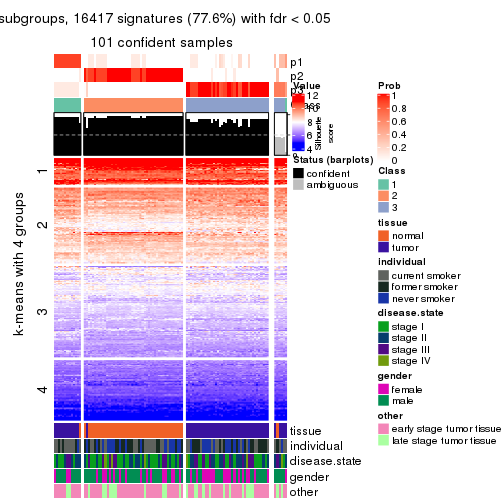 subgroups, 16417 signatures (77.6%) with fdr < 0.05
101 confident samples
p1
p2
p3
Class
Value
12
10
8
6
4
Silhouette
score
Status (barplots)
confident
ambiguous
Prob
1
0.8
0.6
0.4
0.2
0
Class
1
2
3
tissue
normal
tumor
individual
current smoker
former smoker
never smoker
disease.state
stage I
stage II
stage III
stage IV
gender
female
male
other
early stage tumor tissue
late stage tumor tissue
k-means with 4 groups
1
2
3
4
tissue
individual
disease.state
gender
other